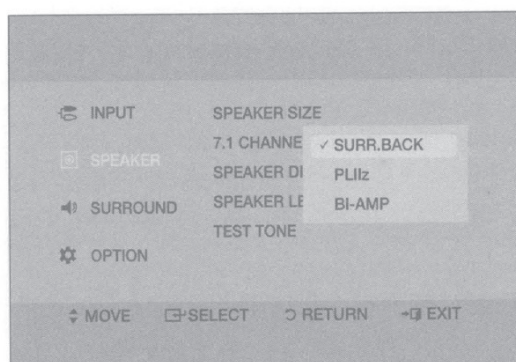 INPUT
SPEAKER
SURROUND
OPTION
SPEAKER SIZE
7.1 CHANNE
SPEAKER DI
SPEAKER LE
TEST TONE
✓ SURR.BACK
PLIIz
BI-AMP
MOVE SELECT RETURN EXIT